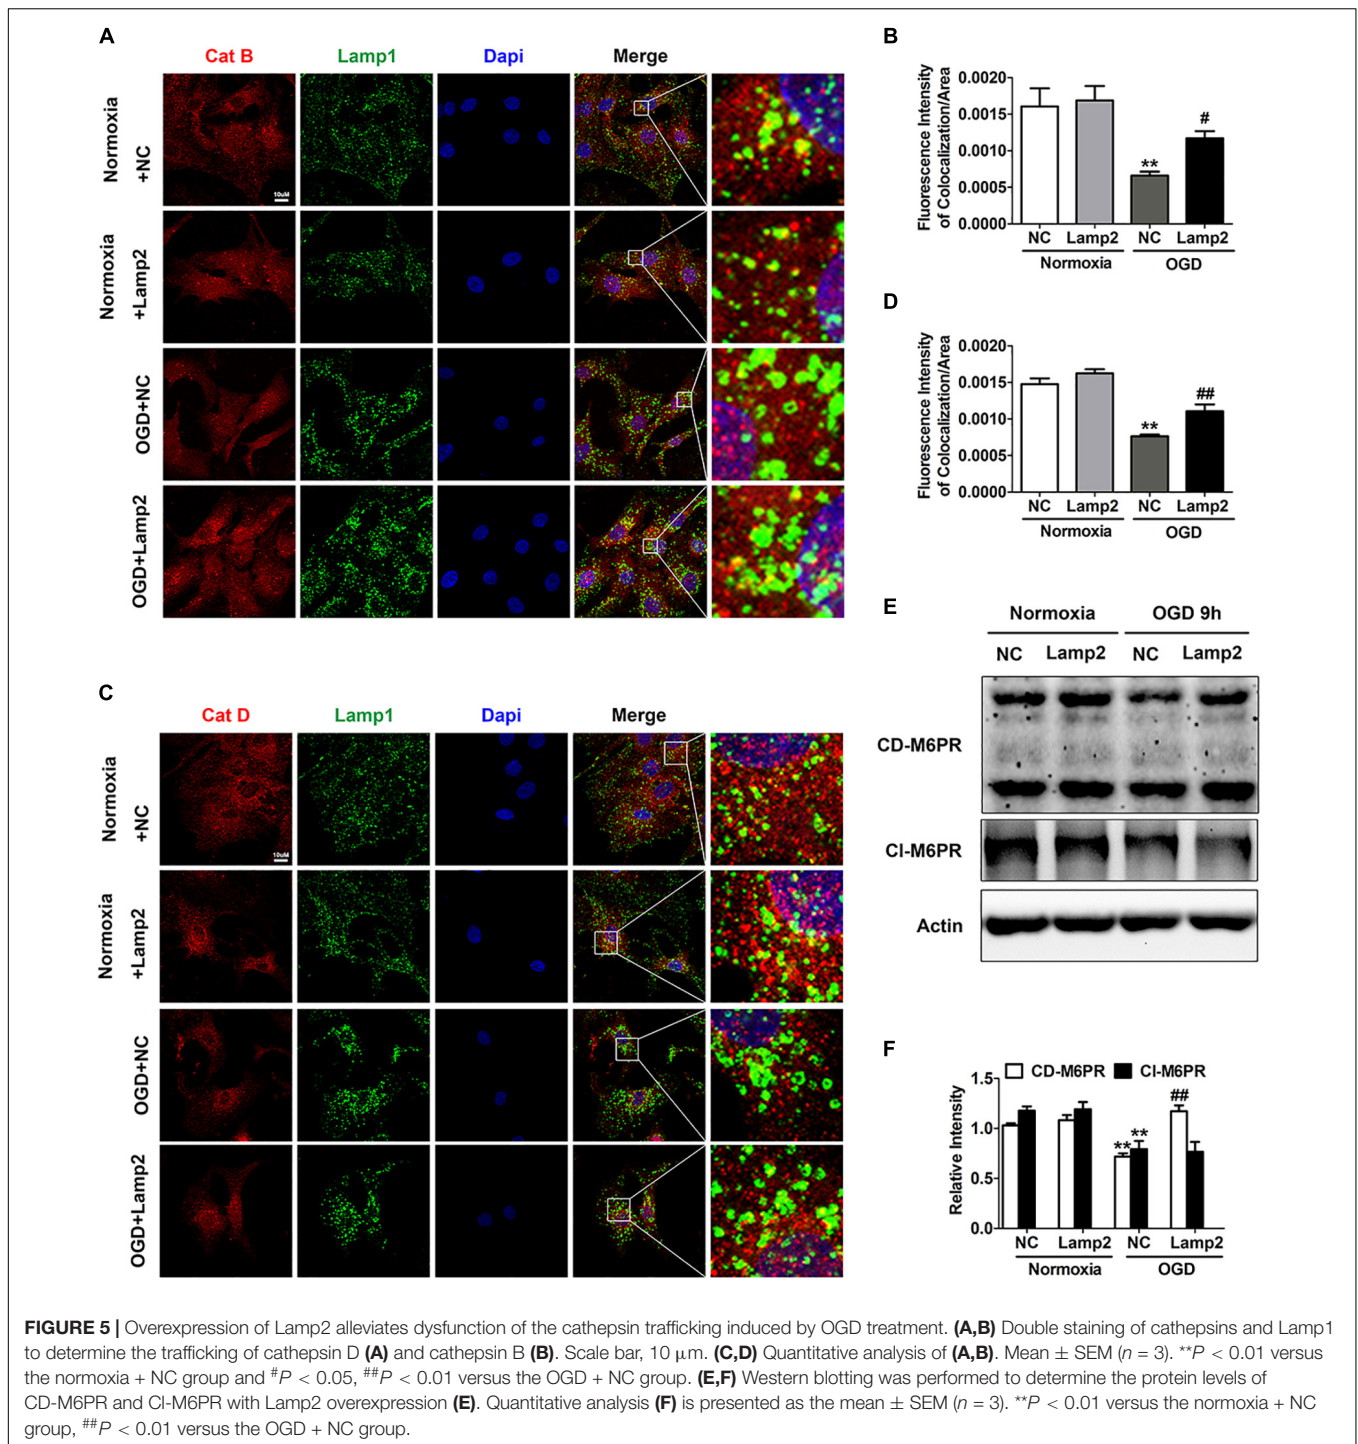 A
Cat B Lamp1 Dapi Merge
Normoxia
+NC
10uM
Normoxia
+Lamp2
OGD+NC
OGD+Lamp2
B
Fluorescence Intensity
of Colocalization/Area
0.0020
0.0015
0.0010
0.0005
0.0000
**
#
NC Lamp2 NC Lamp2
Normoxia OGD
C
Cat D Lamp1 Dapi Merge
Normoxia
+NC
10uM
Normoxia
+Lamp2
OGD+NC
OGD+Lamp2
D
Fluorescence Intensity
of Colocalization/Area
0.0020
0.0015
0.0010
0.0005
0.0000
**
##
NC Lamp2 NC Lamp2
Normoxia OGD
E
Normoxia OGD 9h
NC Lamp2 NC Lamp2
CD-M6PR
CI-M6PR
Actin
F
CD-M6PR CI-M6PR
Relative Intensity
1.5
1.0
0.5
0.0
** **
##
NC Lamp2 NC Lamp2
Normoxia OGD
FIGURE 5 | Overexpression of Lamp2 alleviates dysfunction of the cathepsin trafficking induced by OGD treatment. (A,B) Double staining of cathepsins and Lamp1
to determine the trafficking of cathepsin D (A) and cathepsin B (B). Scale bar, 10 μm. (C,D) Quantitative analysis of (A,B). Mean ± SEM (n = 3). **P < 0.01 versus
the normoxia + NC group and #P < 0.05, ##P < 0.01 versus the OGD + NC group. (E,F) Western blotting was performed to determine the protein levels of
CD-M6PR and CI-M6PR with Lamp2 overexpression (E). Quantitative analysis (F) is presented as the mean ± SEM (n = 3). **P < 0.01 versus the normoxia + NC
group, ##P < 0.01 versus the OGD + NC group.